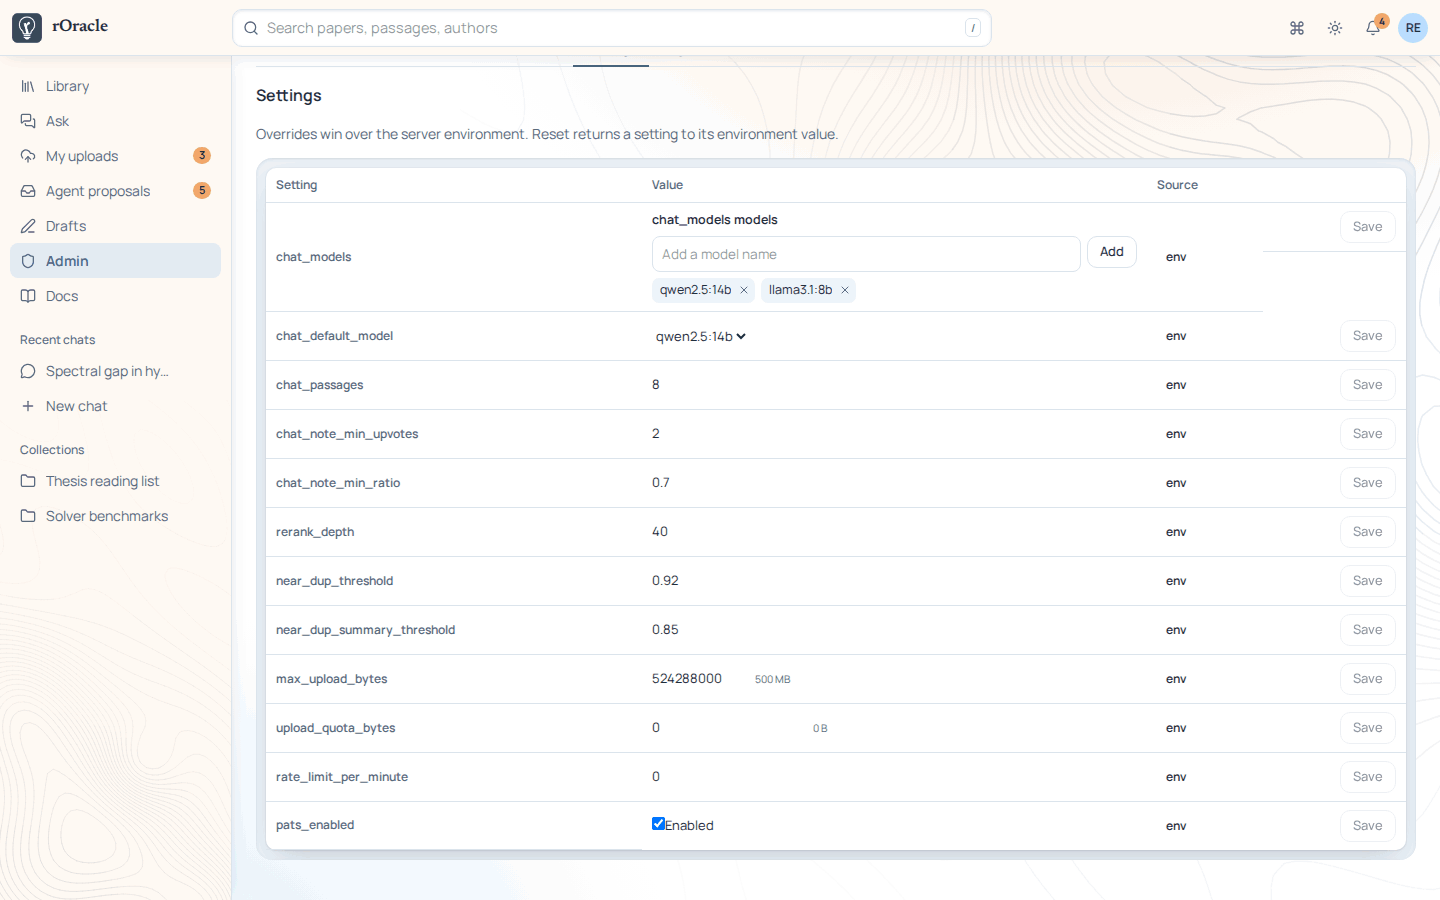 rOracle
Search papers, passages, authors
/
4
RE
Library
Ask
My uploads 3
Agent proposals 5
Drafts
Admin
Docs
Recent chats
Spectral gap in hy...
New chat
Collections
Thesis reading list
Solver benchmarks
Settings
Overrides win over the server environment. Reset returns a setting to its environment value.
Setting Value Source
chat_models models
Save
chat_models Add a model name Add env
qwen2.5:14b llama3.1:8b
chat_default_model qwen2.5:14b env Save
chat_passages 8 env Save
chat_note_min_upvotes 2 env Save
chat_note_min_ratio 0.7 env Save
rerank_depth 40 env Save
near_dup_threshold 0.92 env Save
near_dup_summary_threshold 0.85 env Save
max_upload_bytes 524288000 500 MB env Save
upload_quota_bytes 0 0 B env Save
rate_limit_per_minute 0 env Save
pats_enabled Enabled env Save